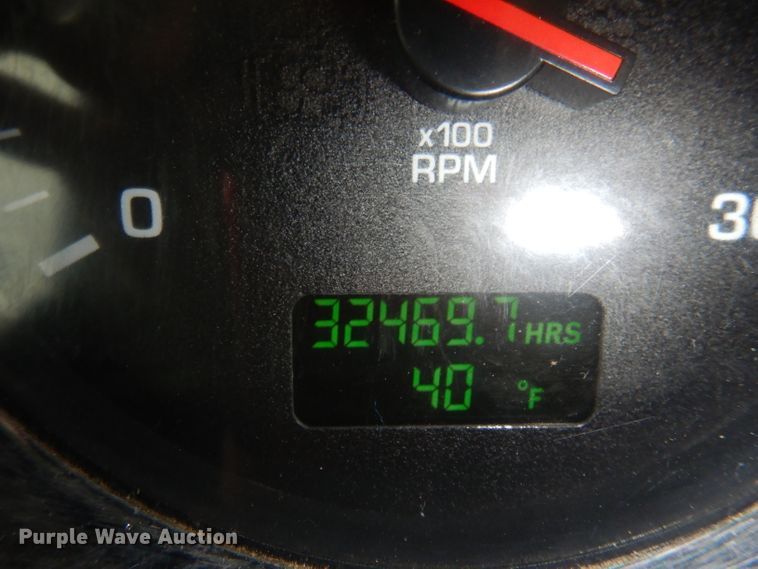 x100
RPM
0
32469.7 HRS
40 °F
Purple Wave Auction